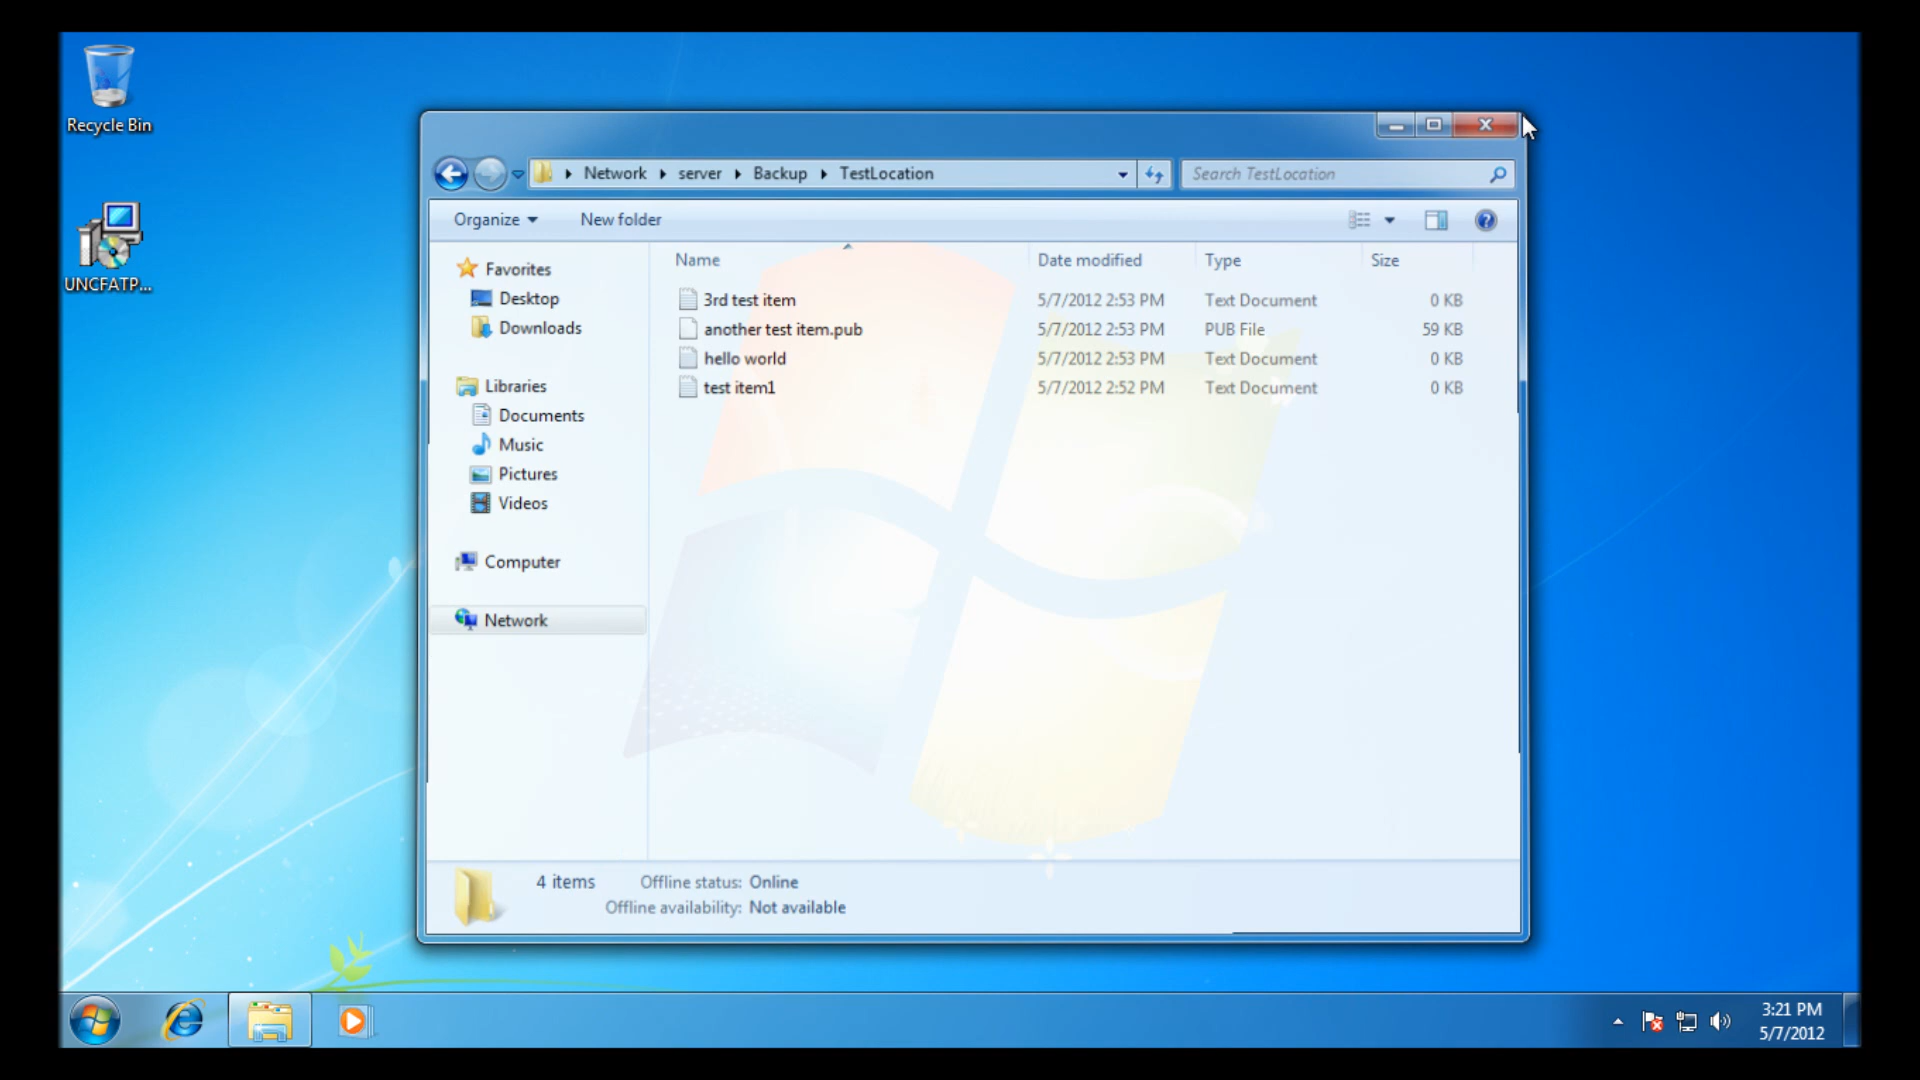 Recycle Bin
UNCFATP...
Network server Backup TestLocation
Search TestLocation
Organize New folder
Name Date modified Type Size
Favorites
Desktop
Downloads
Libraries
Documents
Music
Pictures
Videos
Computer
Network
3rd test item 5/7/2012 2:53 PM Text Document 0 KB
another test item.pub 5/7/2012 2:53 PM PUB File 59 KB
hello world 5/7/2012 2:53 PM Text Document 0 KB
test item1 5/7/2012 2:52 PM Text Document 0 KB
4 items Offline status: Online
Offline availability: Not available
3:21 PM
5/7/2012